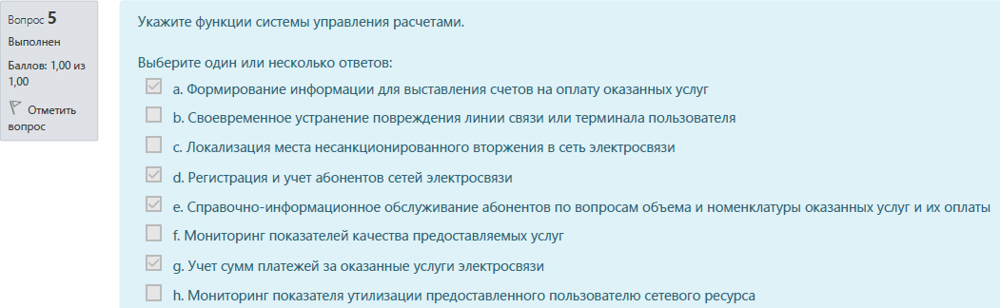 Вопрос 5
Выполнен
Баллов: 1,00 из
1,00
Отметить
вопрос
Укажите функции системы управления расчетами.
Выберите один или несколько ответов:
a. Формирование информации для выставления счетов на оплату оказанных услуг
b. Своевременное устранение повреждения линии связи или терминала пользователя
c. Локализация места несанкционированного вторжения в сеть электросвязи
d. Регистрация и учет абонентов сетей электросвязи
e. Справочно-информационное обслуживание абонентов по вопросам объема и номенклатуры оказанных услуг и их оплаты
f. Мониторинг показателей качества предоставляемых услуг
g. Учет сумм платежей за оказанные услуги электросвязи
h. Мониторинг показателя утилизации предоставленного пользователю сетевого ресурса